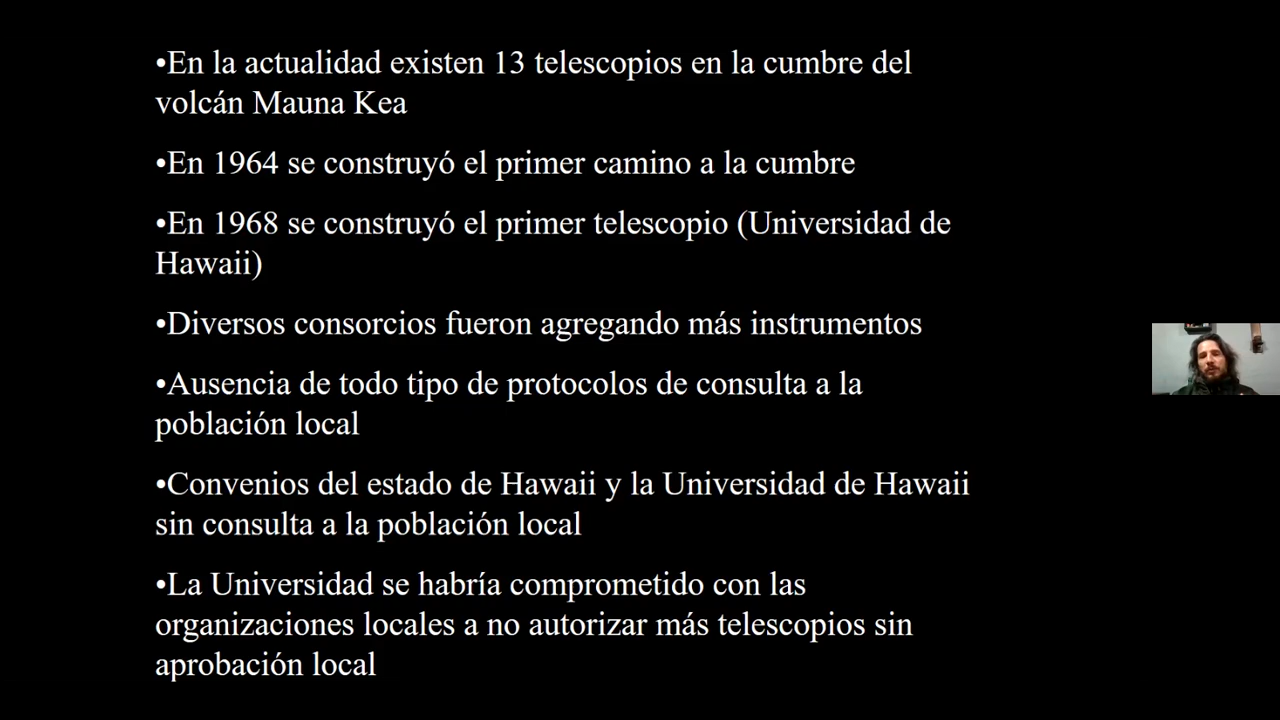 •En la actualidad existen 13 telescopios en la cumbre del
volcán Mauna Kea
•En 1964 se construyó el primer camino a la cumbre
•En 1968 se construyó el primer telescopio (Universidad de
Hawaii)
•Diversos consorcios fueron agregando más instrumentos
•Ausencia de todo tipo de protocolos de consulta a la
población local
•Convenios del estado de Hawaii y la Universidad de Hawaii
sin consulta a la población local
•La Universidad se habría comprometido con las
organizaciones locales a no autorizar más telescopios sin
aprobación local